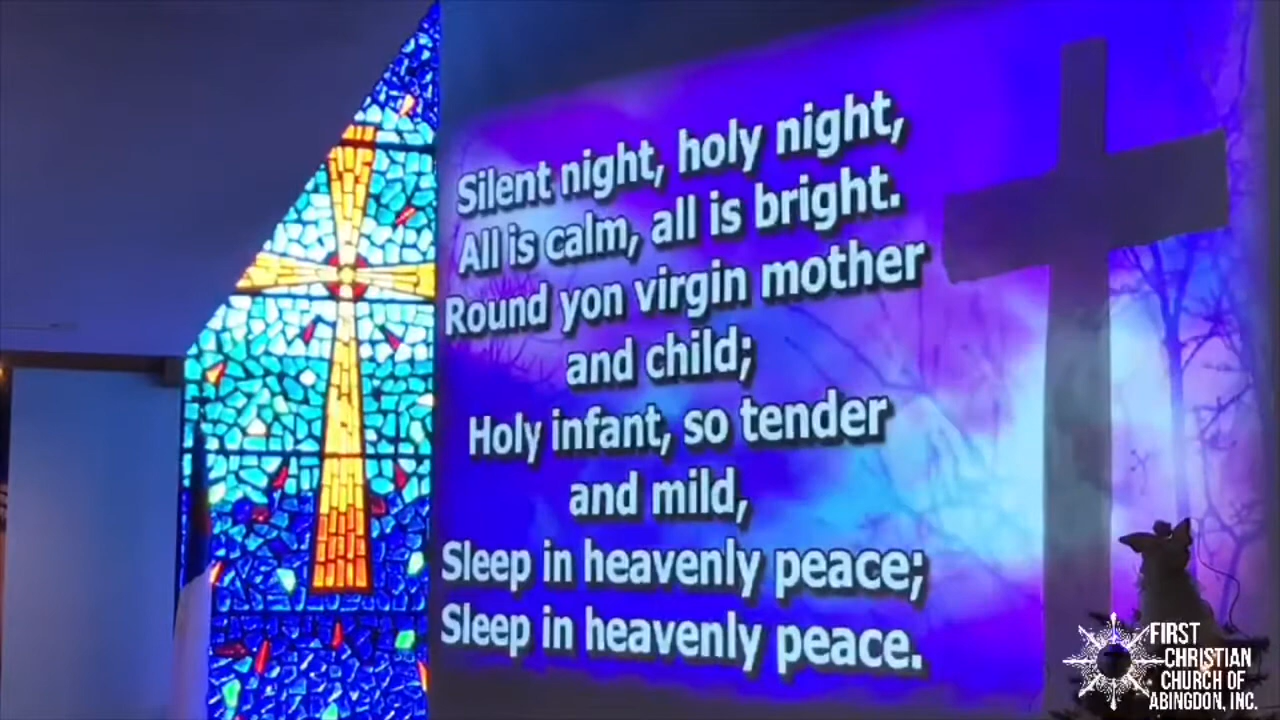 Silent night, holy night,
All is calm, all is bright.
Round yon virgin mother
and child;
Holy infant, so tender
and mild,
Sleep in heavenly peace;
Sleep in heavenly peace.
FIRST
CHRISTIAN
CHURCH OF
ABINGDON, INC.